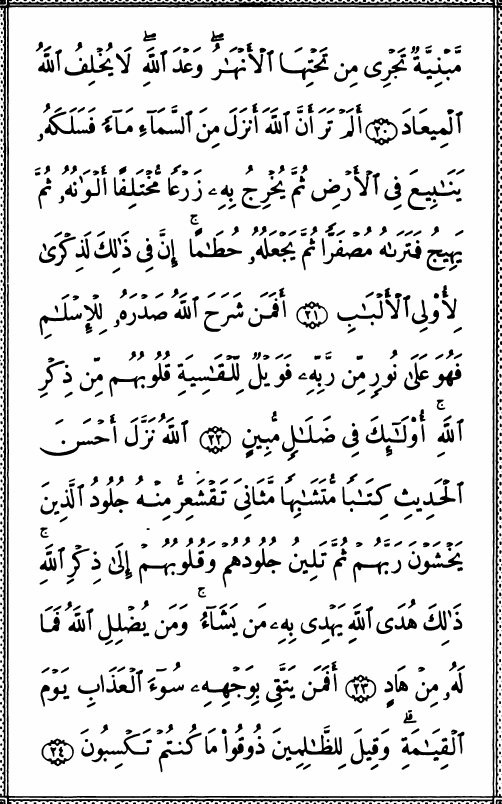 مَّبْنِيَّةٌ تَجْرِى مِن تَحْتِهَا ٱلْأَنْهَـٰرُ ۖ وَعْدَ ٱللَّهِ ۖ لَا يُخْلِفُ ٱللَّهُ
ٱلْمِيعَادَ ﴿٢٠﴾ أَلَمْ تَرَ أَنَّ ٱللَّهَ أَنزَلَ مِنَ ٱلسَّمَآءِ مَآءً فَسَلَكَهُۥ
يَنَـٰبِيعَ فِى ٱلْأَرْضِ ثُمَّ يُخْرِجُ بِهِۦ زَرْعًا مُّخْتَلِفًا أَلْوَٰنُهُۥ ثُمَّ
يَهِيجُ فَتَرَىٰهُ مُصْفَرًّا ثُمَّ يَجْعَلُهُۥ حُطَـٰمًا ۚ إِنَّ فِى ذَٰلِكَ لَذِكْرَىٰ
لِأُو۟لِى ٱلْأَلْبَـٰبِ ﴿٢١﴾ أَفَمَن شَرَحَ ٱللَّهُ صَدْرَهُۥ لِلْإِسْلَـٰمِ
فَهُوَ عَلَىٰ نُورٍ مِّن رَّبِّهِۦ فَوَيْلٌ لِّلْقَـٰسِيَةِ قُلُوبُهُم مِّن ذِكْرِ
ٱللَّهِ ۚ أُو۟لَـٰٓئِكَ فِى ضَلَـٰلٍ مُّبِينٍ ﴿٢٢﴾ ٱللَّهُ نَزَّلَ أَحْسَنَ
ٱلْحَدِيثِ كِتَـٰبًا مُّتَشَـٰبِهًا مَّثَانِىَ تَقْشَعِرُّ مِنْهُ جُلُودُ ٱلَّذِينَ
يَخْشَوْنَ رَبَّهُمْ ثُمَّ تَلِينُ جُلُودُهُمْ وَقُلُوبُهُمْ إِلَىٰ ذِكْرِ ٱللَّهِ ۚ
ذَٰلِكَ هُدَى ٱللَّهِ يَهْدِى بِهِۦ مَن يَشَآءُ ۚ وَمَن يُضْلِلِ ٱللَّهُ فَمَا
لَهُۥ مِنْ هَادٍ ﴿٢٣﴾ أَفَمَن يَتَّقِى بِوَجْهِهِۦ سُوٓءَ ٱلْعَذَابِ يَوْمَ
ٱلْقِيَـٰمَةِ ۚ وَقِيلَ لِلظَّـٰلِمِينَ ذُوقُوا۟ مَا كُنتُمْ تَكْسِبُونَ ﴿٢٤﴾